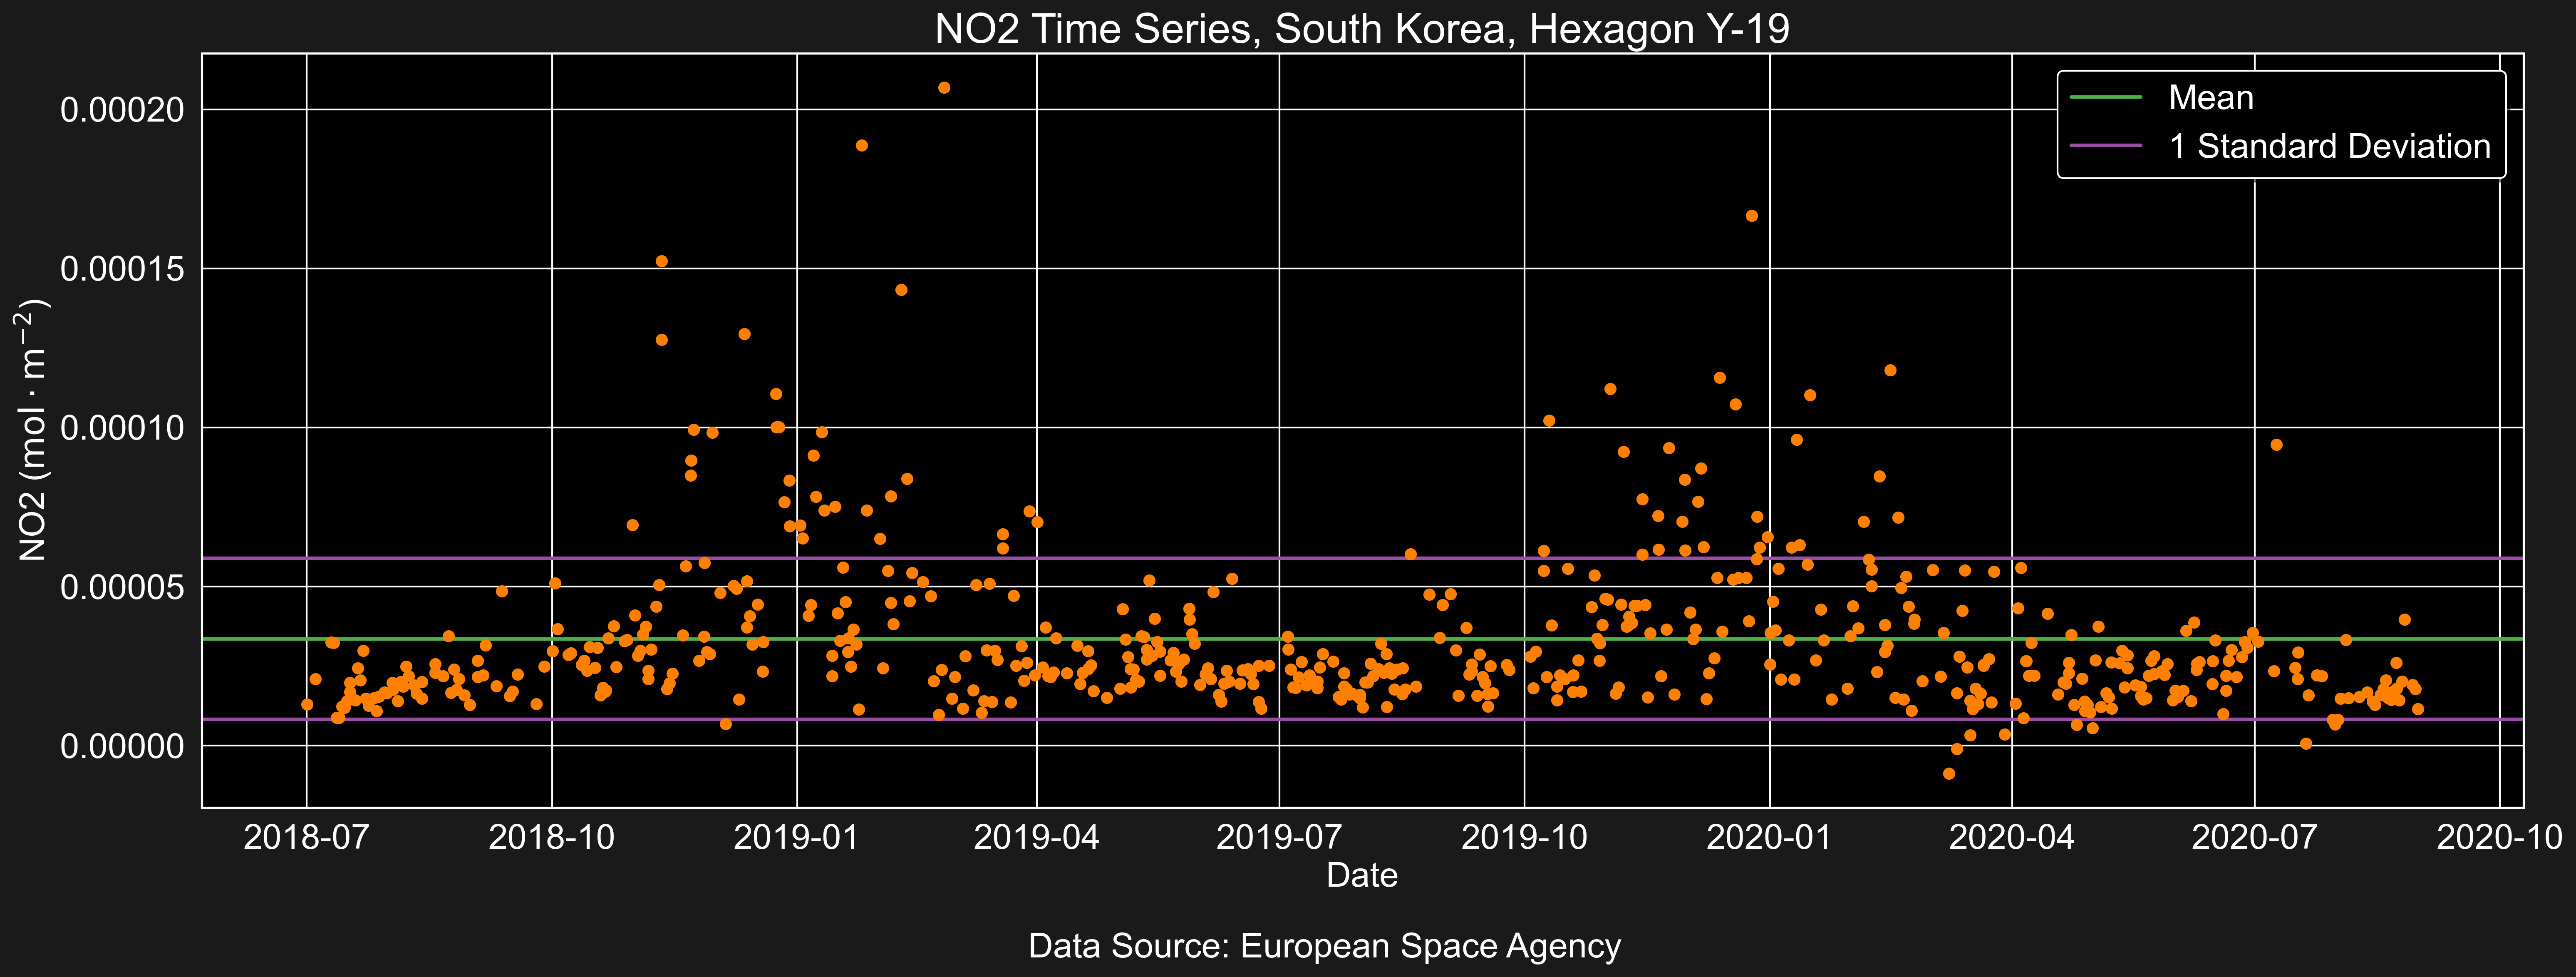 NO2 Time Series, South Korea, Hexagon Y-19
Mean
1 Standard Deviation
NO2 (mol · m⁻²)
0.00020
0.00015
0.00010
0.00005
0.00000
2018-07 2018-10 2019-01 2019-04 2019-07 2019-10 2020-01 2020-04 2020-07 2020-10
Date
Data Source: European Space Agency